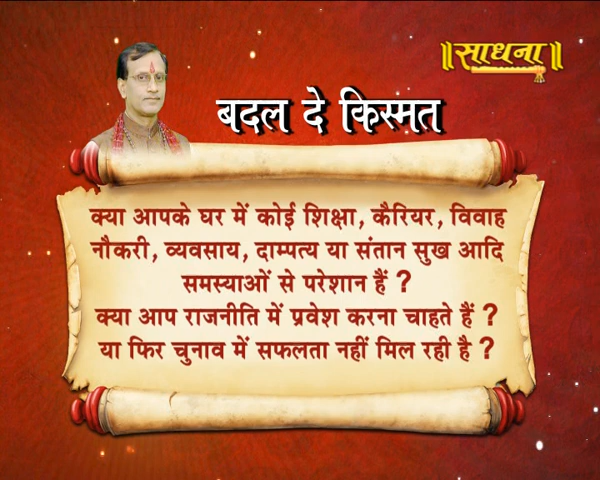 ॥साधना॥
बदल दे किस्मत
क्या आपके घर में कोई शिक्षा, कैरियर, विवाह
नौकरी, व्यवसाय, दाम्पत्य या संतान सुख आदि
समस्याओं से परेशान हैं ?
क्या आप राजनीति में प्रवेश करना चाहते हैं ?
या फिर चुनाव में सफलता नहीं मिल रही है ?